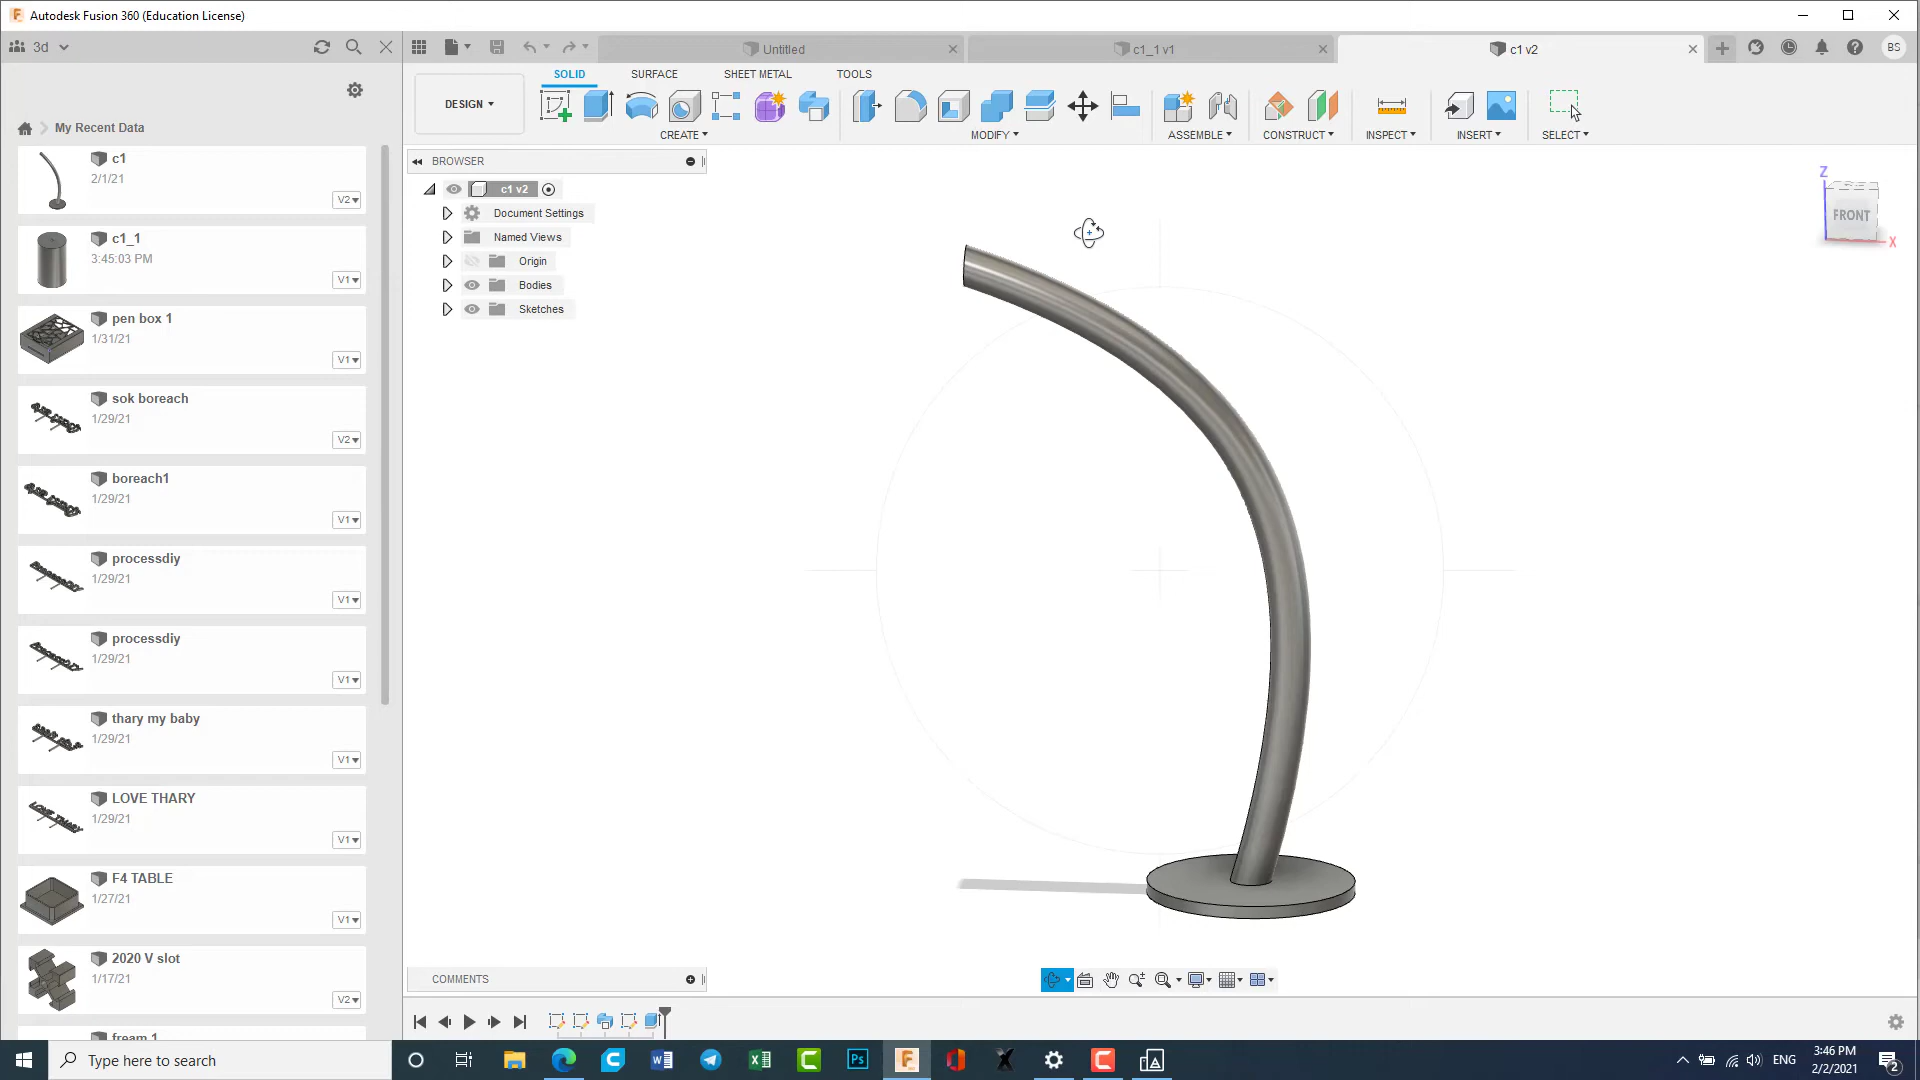 Autodesk Fusion 360 (Education License)
3d
Untitled
c1_1 v1
c1 v2
BS
SOLID
SURFACE
SHEET METAL
TOOLS
DESIGN
CREATE
MODIFY
ASSEMBLE
CONSTRUCT
INSPECT
INSERT
SELECT
My Recent Data
c1
2/1/21
V2
c1_1
3:45:03 PM
V1
pen box 1
1/31/21
V1
sok boreach
1/29/21
V2
boreach1
1/29/21
V1
processdiy
1/29/21
V1
processdiy
1/29/21
V1
thary my baby
1/29/21
V1
LOVE THARY
1/29/21
V1
F4 TABLE
1/27/21
V1
2020 V slot
1/17/21
V2
fream 1
BROWSER
c1 v2
Document Settings
Named Views
Origin
Bodies
Sketches
Z
FRONT
X
COMMENTS
Type here to search
Ps
ENG
3:46 PM
2/2/2021
2